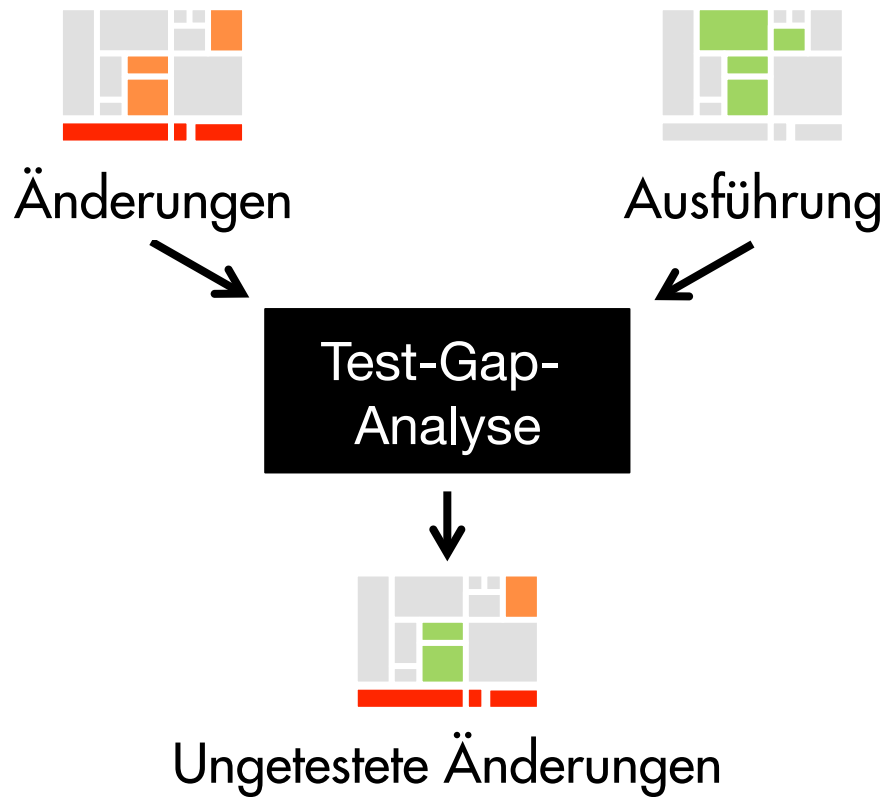 Änderungen
Ausführung
Test-Gap-
Analyse
Ungetestete Änderungen